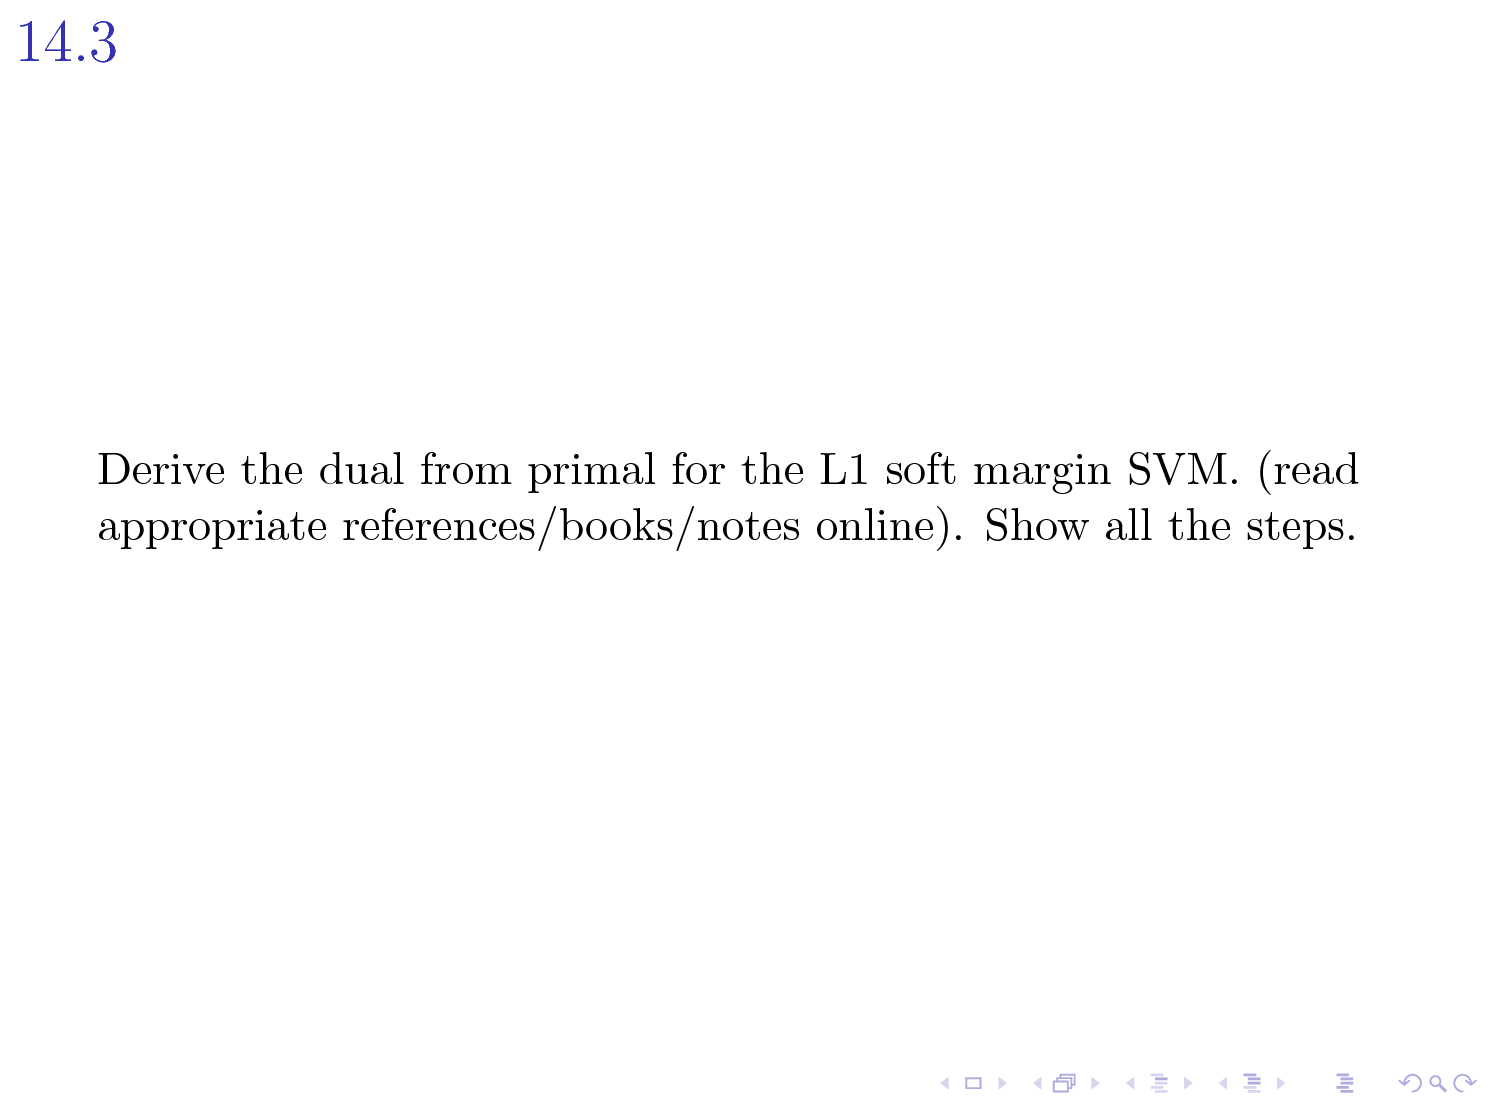 14.3
Derive the dual from primal for the L1 soft margin SVM. (read
appropriate references/books/notes online). Show all the steps.